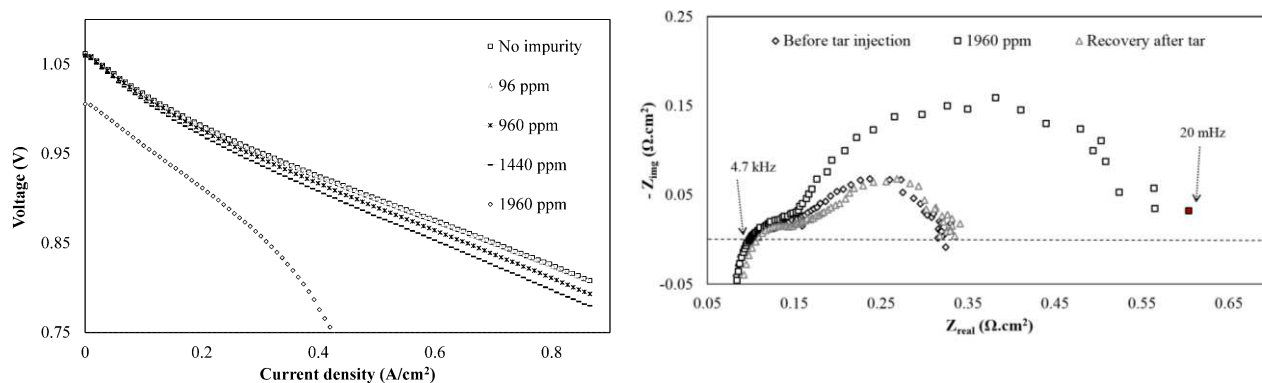 1.05
0.95
0.85
0.75
Voltage (V)
0
0.2
0.4
0.6
0.8
Current density (A/cm²)
No impurity
96 ppm
960 ppm
1440 ppm
1960 ppm
0.25
0.15
0.05
-0.05
- Z_img (Ω.cm²)
Before tar injection
1960 ppm
Recovery after tar
4.7 kHz
20 mHz
0.05
0.15
0.25
0.35
0.45
0.55
0.65
Z_real (Ω.cm²)